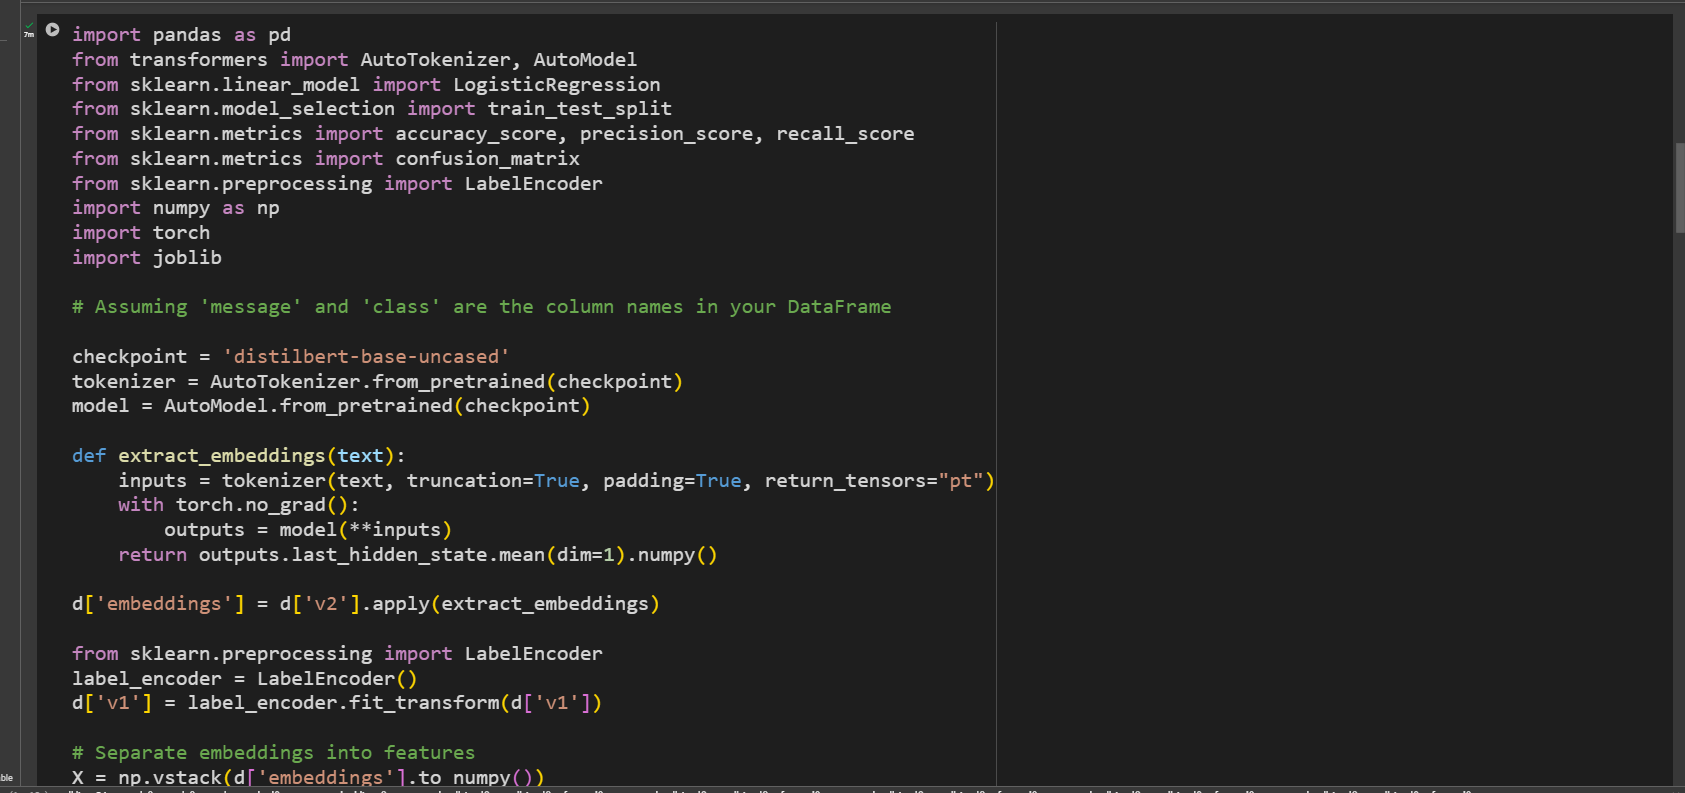 7m
import pandas as pd
from transformers import AutoTokenizer, AutoModel
from sklearn.linear_model import LogisticRegression
from sklearn.model_selection import train_test_split
from sklearn.metrics import accuracy_score, precision_score, recall_score
from sklearn.metrics import confusion_matrix
from sklearn.preprocessing import LabelEncoder
import numpy as np
import torch
import joblib
# Assuming 'message' and 'class' are the column names in your DataFrame
checkpoint = 'distilbert-base-uncased'
tokenizer = AutoTokenizer.from_pretrained(checkpoint)
model = AutoModel.from_pretrained(checkpoint)
def extract_embeddings(text):
    inputs = tokenizer(text, truncation=True, padding=True, return_tensors="pt")
    with torch.no_grad():
        outputs = model(**inputs)
    return outputs.last_hidden_state.mean(dim=1).numpy()
d['embeddings'] = d['v2'].apply(extract_embeddings)
from sklearn.preprocessing import LabelEncoder
label_encoder = LabelEncoder()
d['v1'] = label_encoder.fit_transform(d['v1'])
# Separate embeddings into features
X = np.vstack(d['embeddings'].to_numpy())
ble